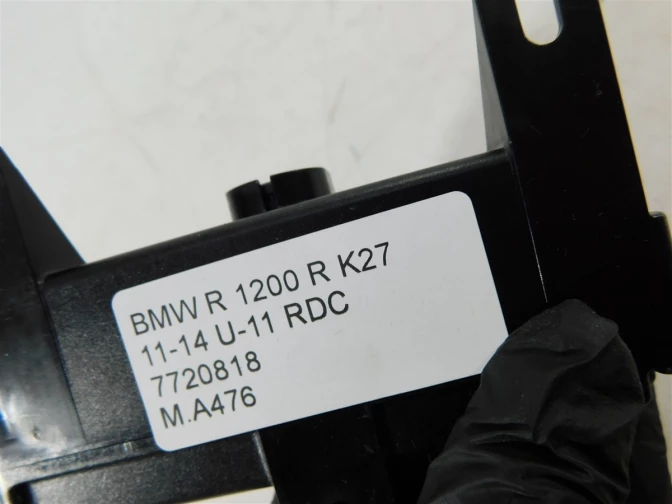 BMW R 1200 R K27
11-14 U-11 RDC
7720818
M.A476